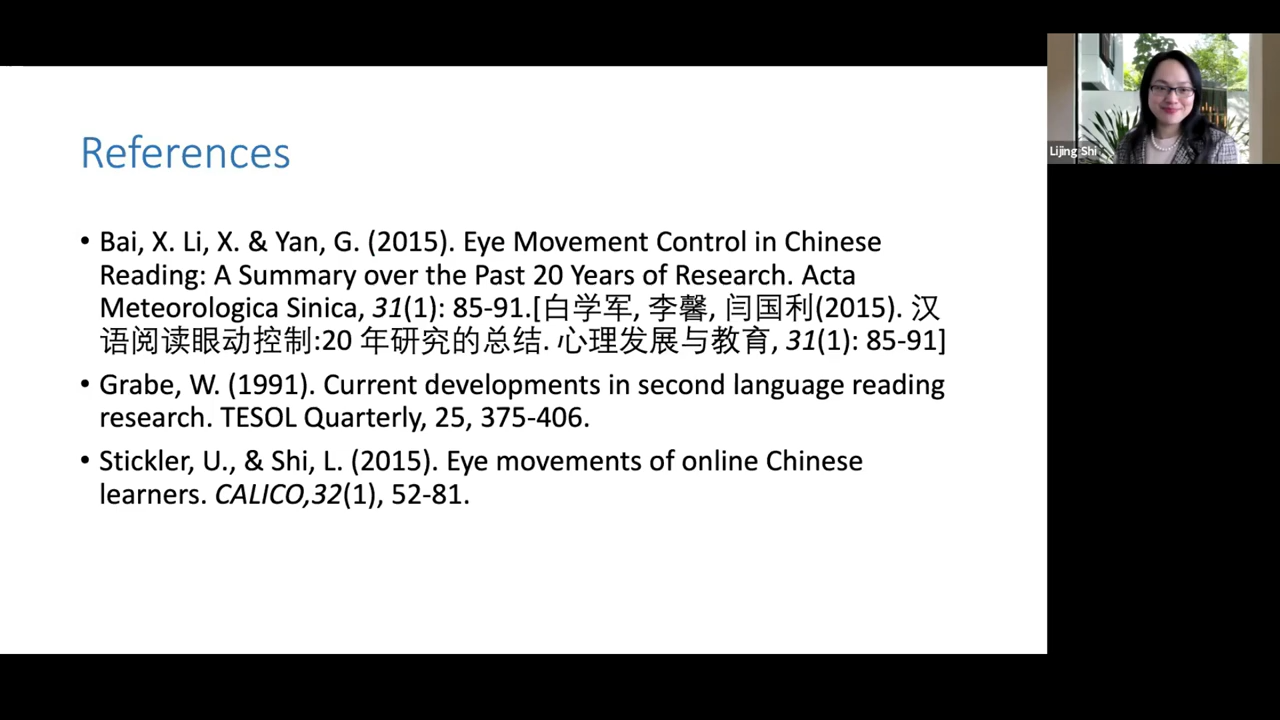 References
• Bai, X. Li, X. & Yan, G. (2015). Eye Movement Control in Chinese
Reading: A Summary over the Past 20 Years of Research. Acta
Meteorologica Sinica, 31(1): 85-91.[白学军, 李馨, 闫国利(2015). 汉
语阅读眼动控制:20 年研究的总结. 心理发展与教育, 31(1): 85-91]
• Grabe, W. (1991). Current developments in second language reading
research. TESOL Quarterly, 25, 375-406.
• Stickler, U., & Shi, L. (2015). Eye movements of online Chinese
learners. CALICO,32(1), 52-81.
Lijing Shi